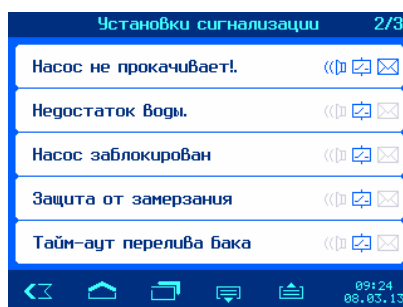 Установки сигнализации 2/3
Насос не прокачивает!.
Недостаток воды.
Насос заблокирован
Защита от замерзания
Тайм-аут перелива бака
09:24
08.03.13